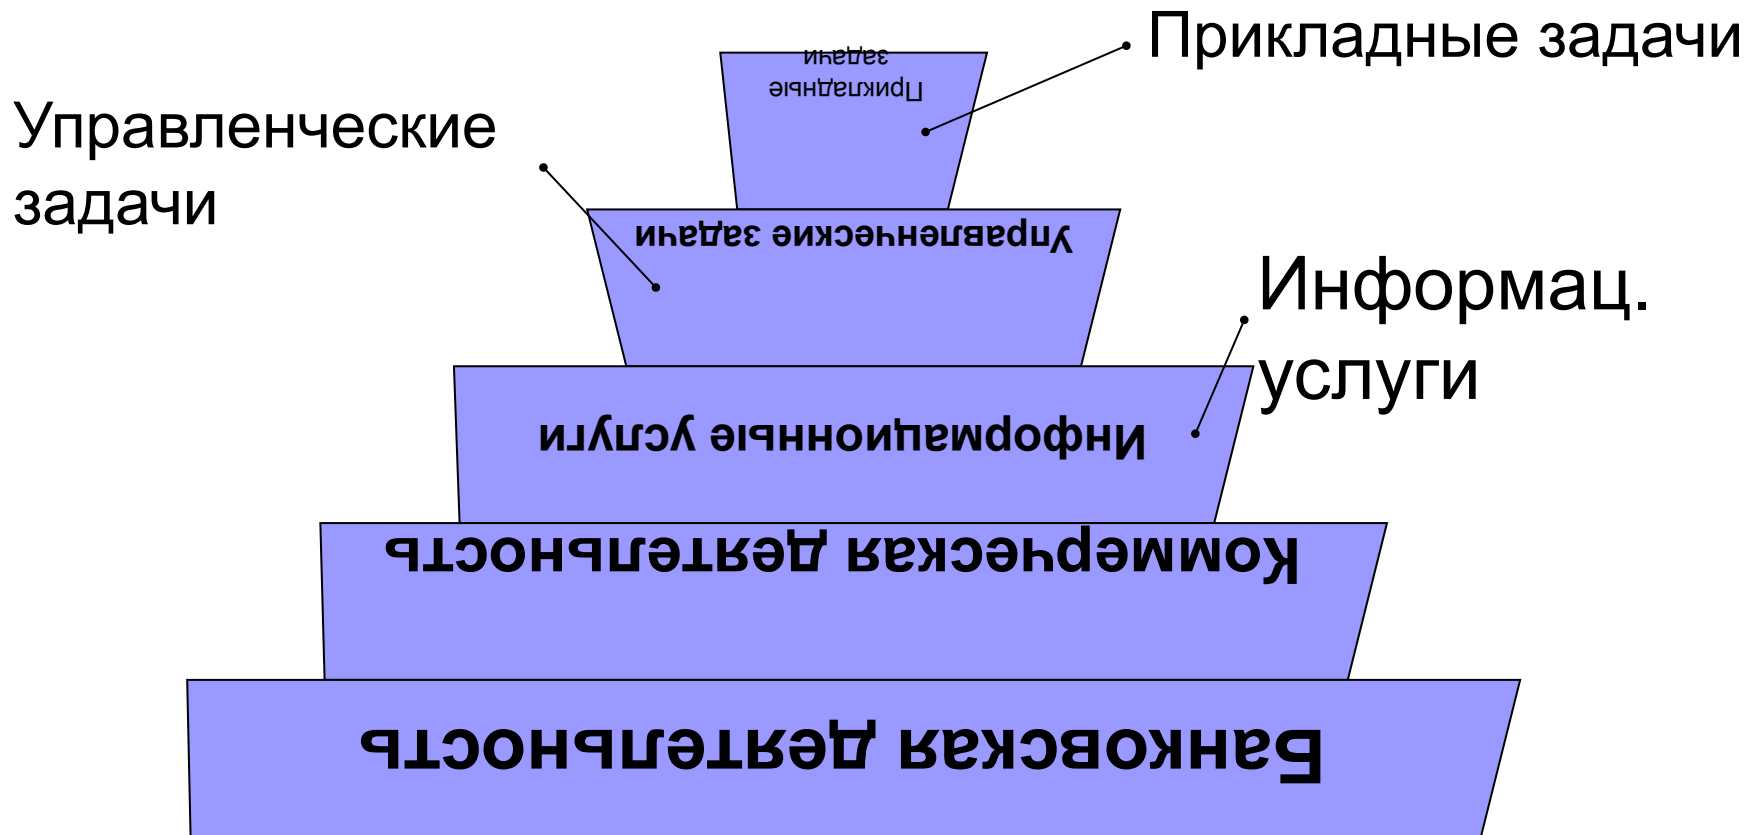 Прикладные задачи
Прикладные
задачи
Управленческие
задачи
Управленческие задачи
Информац.
услуги
Информационные услуги
Коммерческая деятельность
Банковская деятельность